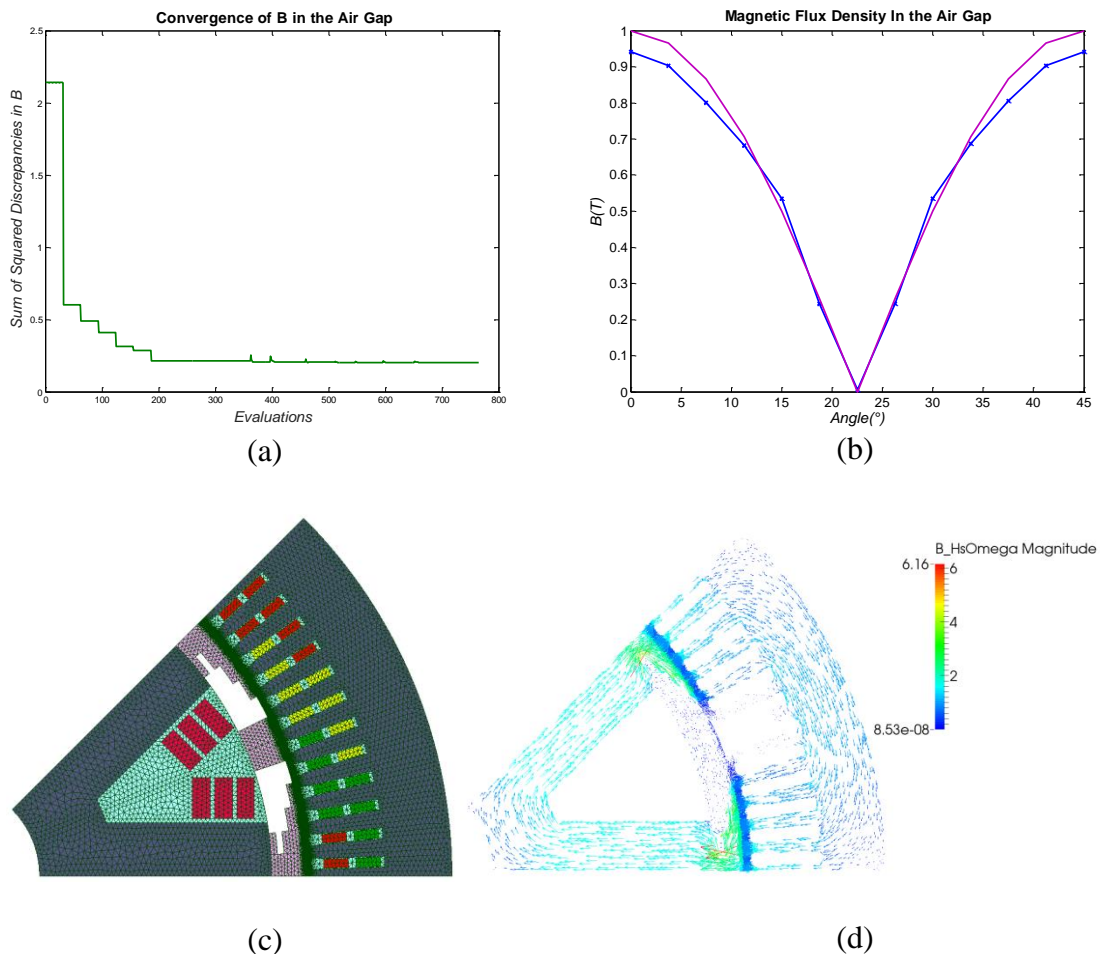 Convergence of B in the Air Gap
2.5
2
1.5
1
0.5
0
Sum of Squared Discrepancies in B
0 100 200 300 400 500 600 700 800
Evaluations
(a)
Magnetic Flux Density In the Air Gap
1
0.9
0.8
0.7
0.6
0.5
0.4
0.3
0.2
0.1
0
B(T)
0 5 10 15 20 25 30 35 40 45
Angle(°)
(b)
(c)
B_HsOmega Magnitude
6.16
6
4
2
8.53e-08
(d)